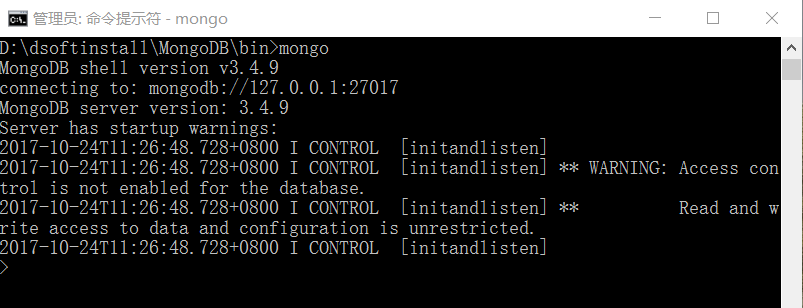 管理员: 命令提示符 - mongo
D:\dsoftinstall\MongoDB\bin>mongo
MongoDB shell version v3.4.9
connecting to: mongodb://127.0.0.1:27017
MongoDB server version: 3.4.9
Server has startup warnings:
2017-10-24T11:26:48.728+0800 I CONTROL  [initandlisten]
2017-10-24T11:26:48.728+0800 I CONTROL  [initandlisten] ** WARNING: Access con
trol is not enabled for the database.
2017-10-24T11:26:48.728+0800 I CONTROL  [initandlisten] **          Read and w
rite access to data and configuration is unrestricted.
2017-10-24T11:26:48.728+0800 I CONTROL  [initandlisten]
>